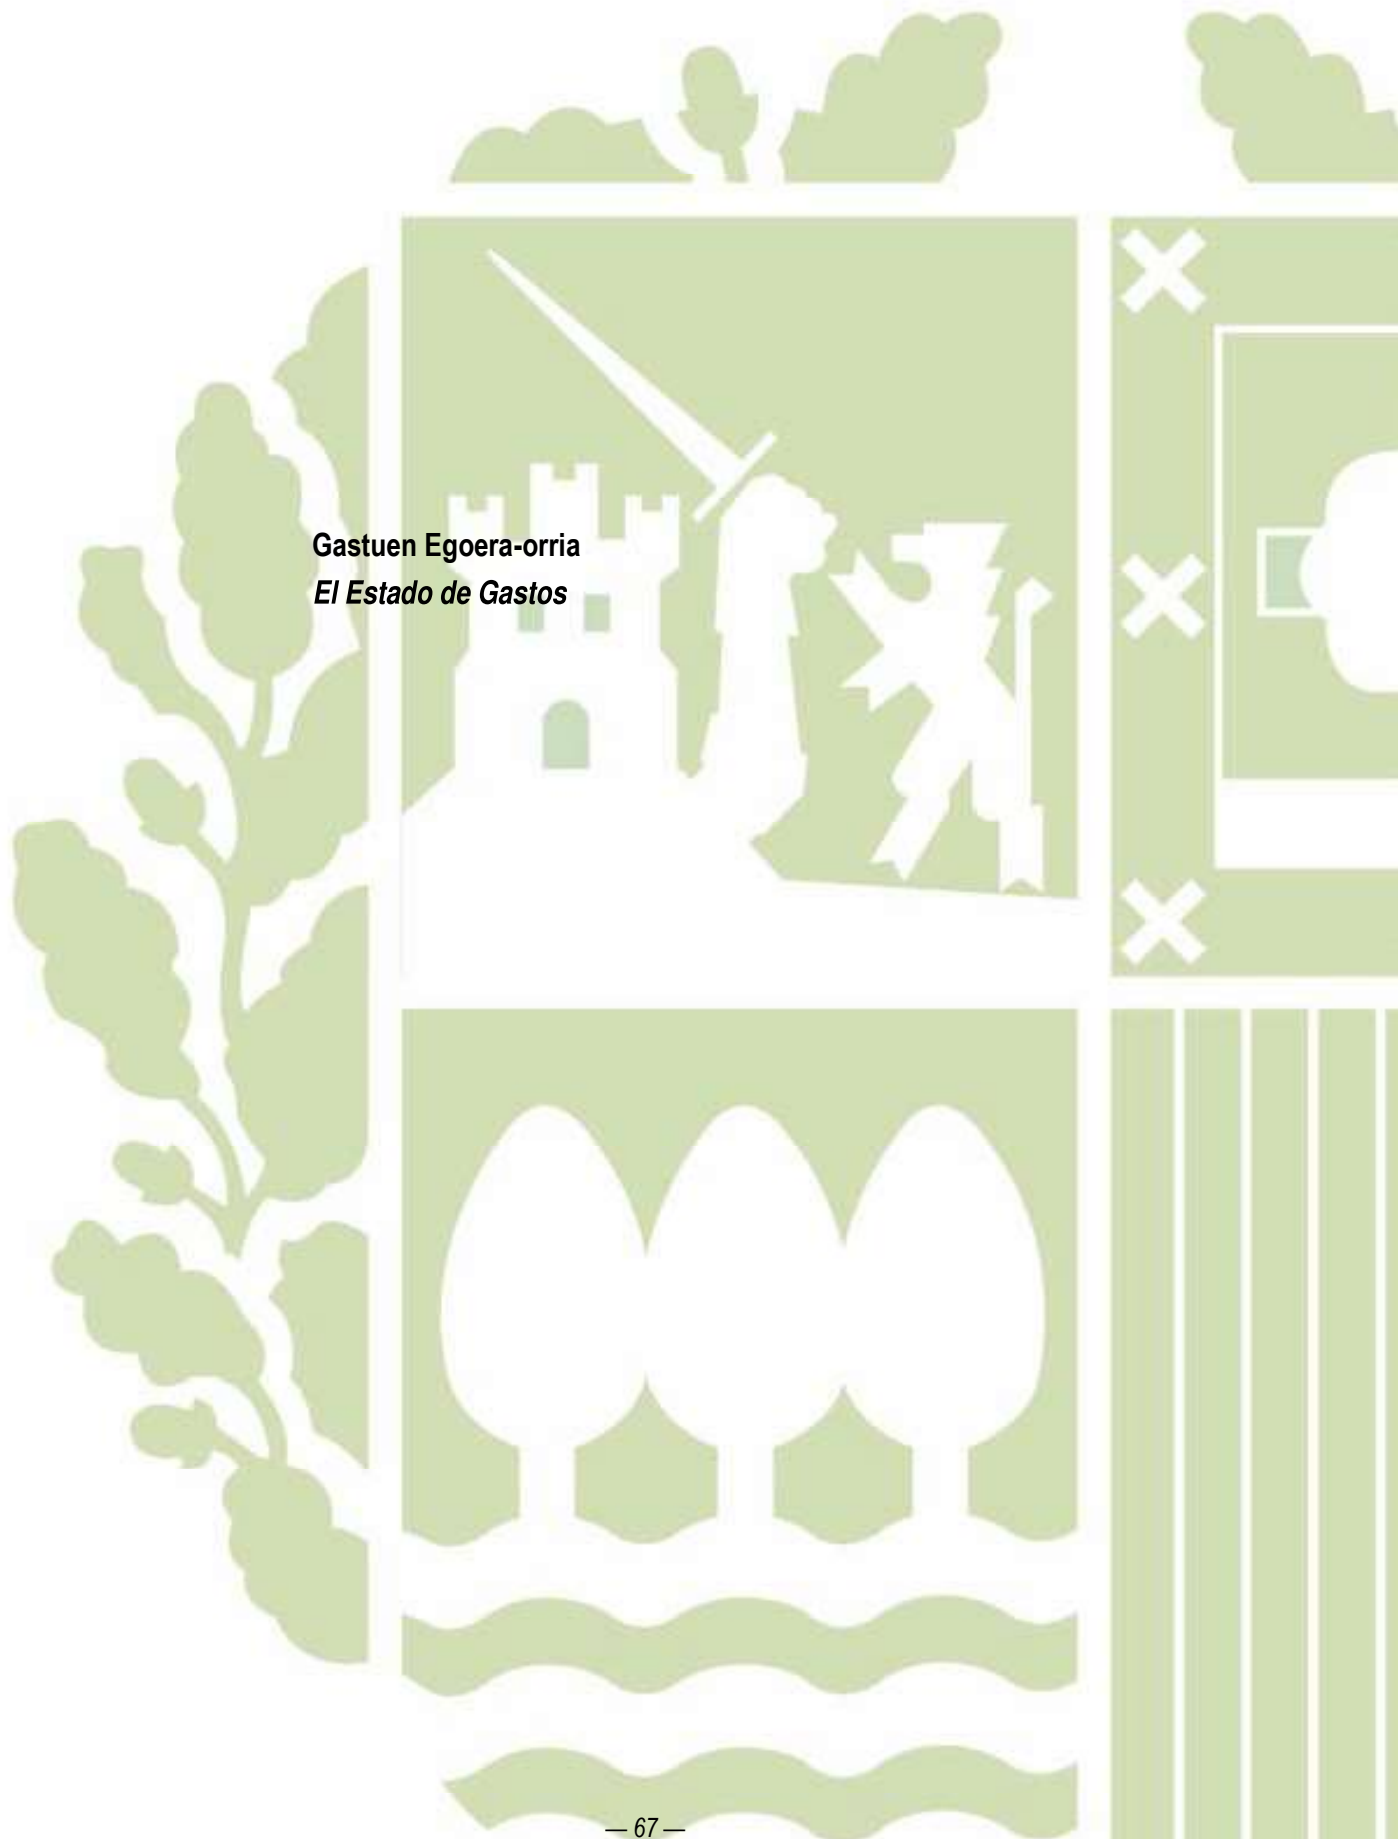 Gastuen Egoera-orria
El Estado de Gastos
— 67 —